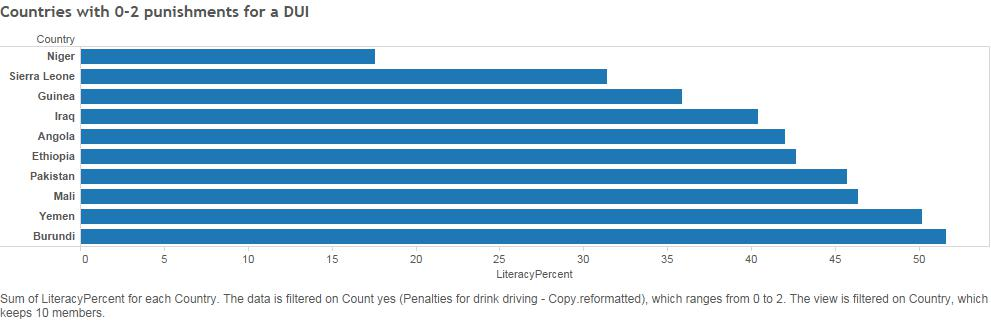 Countries with 0-2 punishments for a DUI
Country
Niger
Sierra Leone
Guinea
Iraq
Angola
Ethiopia
Pakistan
Mali
Yemen
Burundi
0 5 10 15 20 25 30 35 40 45 50
LiteracyPercent
Sum of LiteracyPercent for each Country. The data is filtered on Count yes (Penalties for drink driving - Copy.reformatted), which ranges from 0 to 2. The view is filtered on Country, which
keeps 10 members.